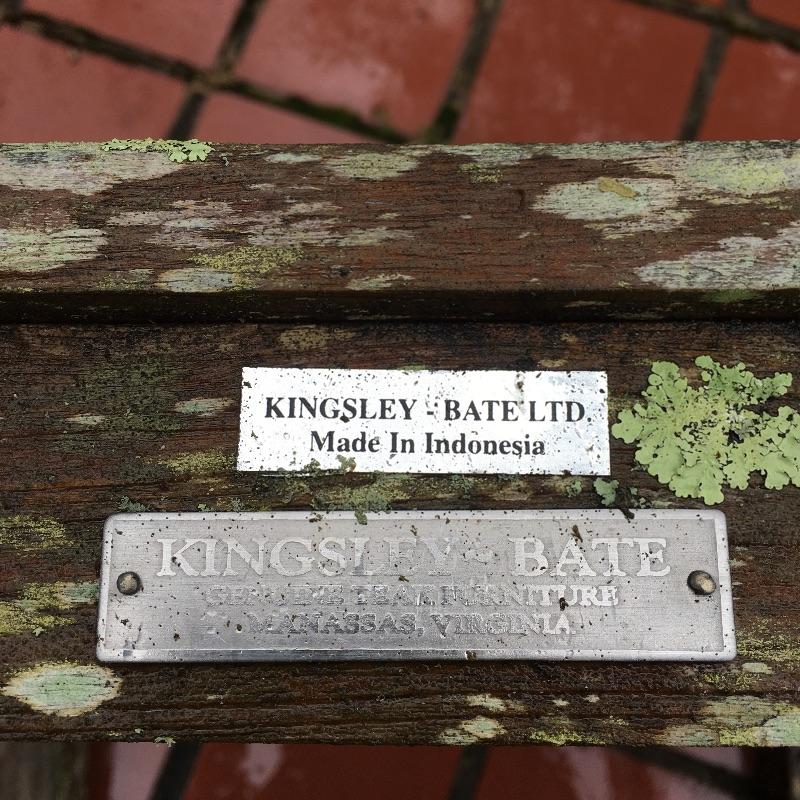 KINGSLEY - BATE LTD.
Made In Indonesia
KINGSLEY - BATE
GENUINE TEAK FURNITURE
MANASSAS, VIRGINIA